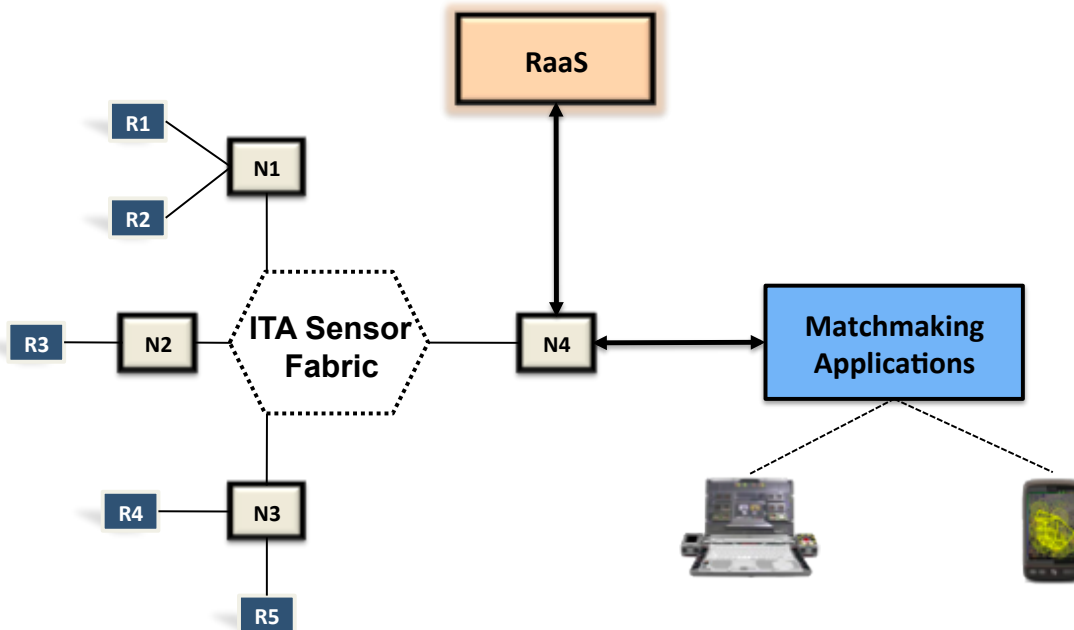 RaaS
R1
N1
R2
ITA Sensor
Fabric
R3
N2
N4
Matchmaking
Applications
R4
N3
R5